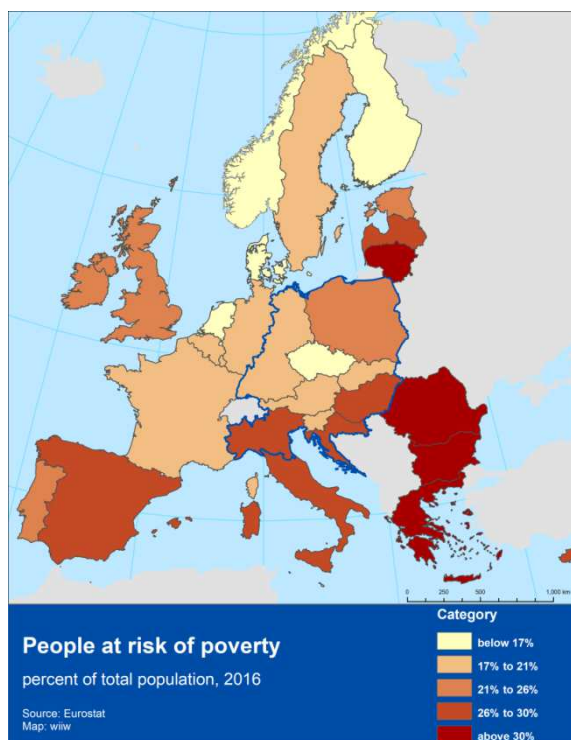 0 250 500 1,000 km
People at risk of poverty
percent of total population, 2016
Source: Eurostat
Map: wiiw
Category
below 17%
17% to 21%
21% to 26%
26% to 30%
above 30%